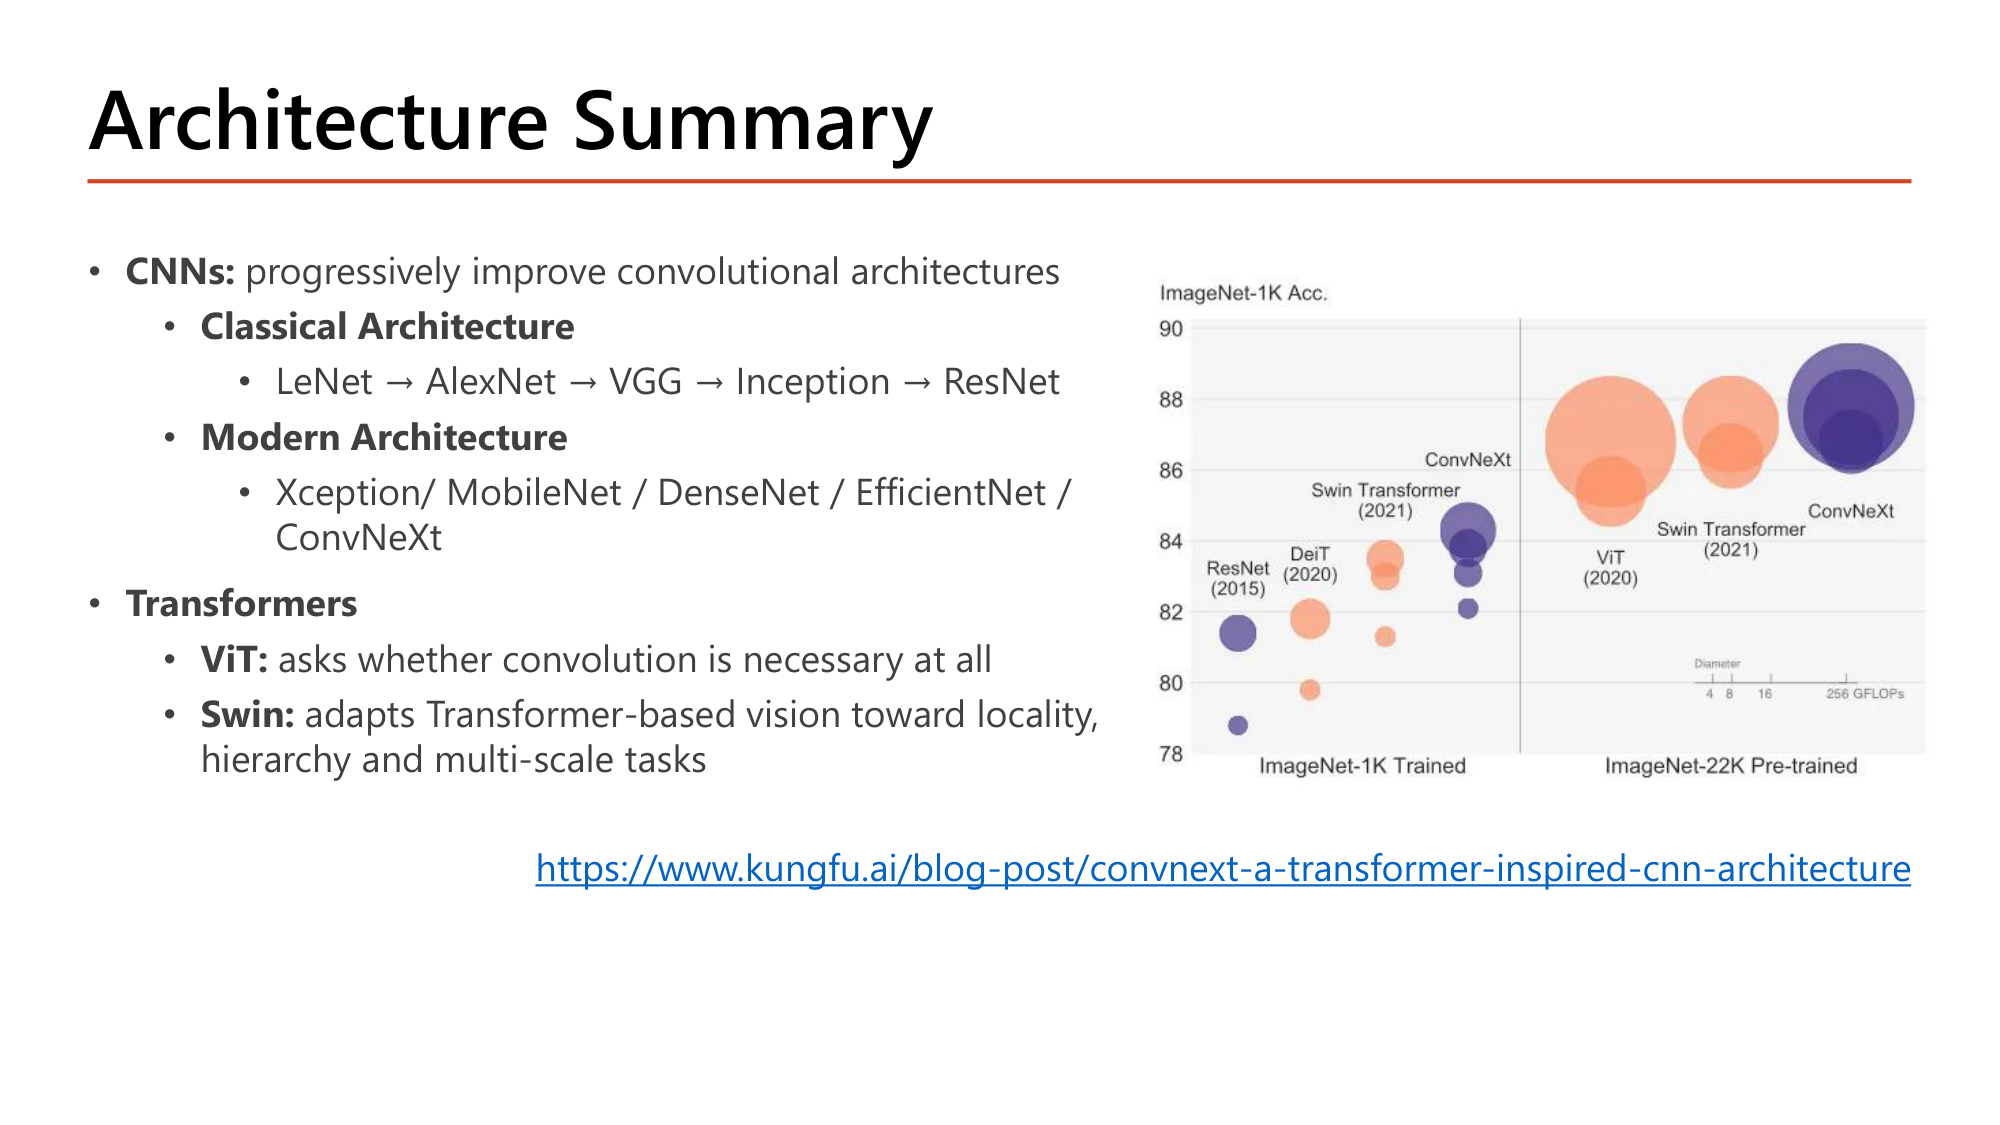 Architecture Summary
• CNNs: progressively improve convolutional architectures
• Classical Architecture
• LeNet → AlexNet → VGG → Inception → ResNet
• Modern Architecture
• Xception/ MobileNet / DenseNet / EfficientNet /
ConvNeXt
• Transformers
• ViT: asks whether convolution is necessary at all
• Swin: adapts Transformer-based vision toward locality,
hierarchy and multi-scale tasks
ImageNet-1K Acc.
90
88
86
84
82
80
78
ResNet
(2015)
DeiT
(2020)
Swin Transformer
(2021)
ConvNeXt
ViT
(2020)
Swin Transformer
(2021)
ConvNeXt
Diameter
4 8 16 256 GFLOPs
ImageNet-1K Trained
ImageNet-22K Pre-trained
https://www.kungfu.ai/blog-post/convnext-a-transformer-inspired-cnn-architecture